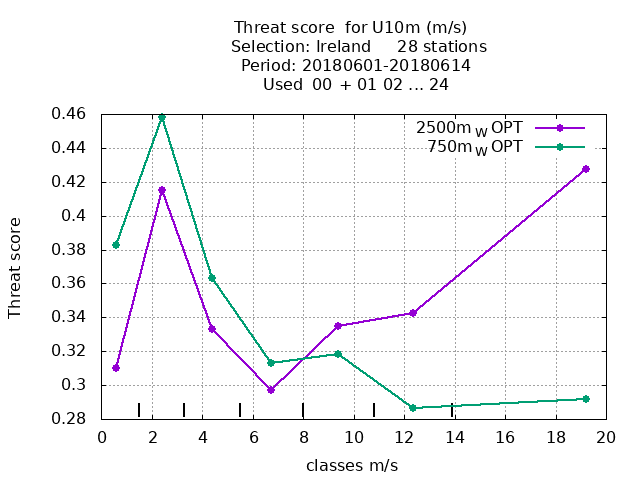 Threat score for U10m (m/s)
Selection: Ireland 28 stations
Period: 20180601-20180614
Used 00 + 01 02 ... 24
2500m W OPT
750m W OPT
0.46
0.44
0.42
0.4
0.38
0.36
0.34
0.32
0.3
0.28
Threat score
0 2 4 6 8 10 12 14 16 18 20
classes m/s